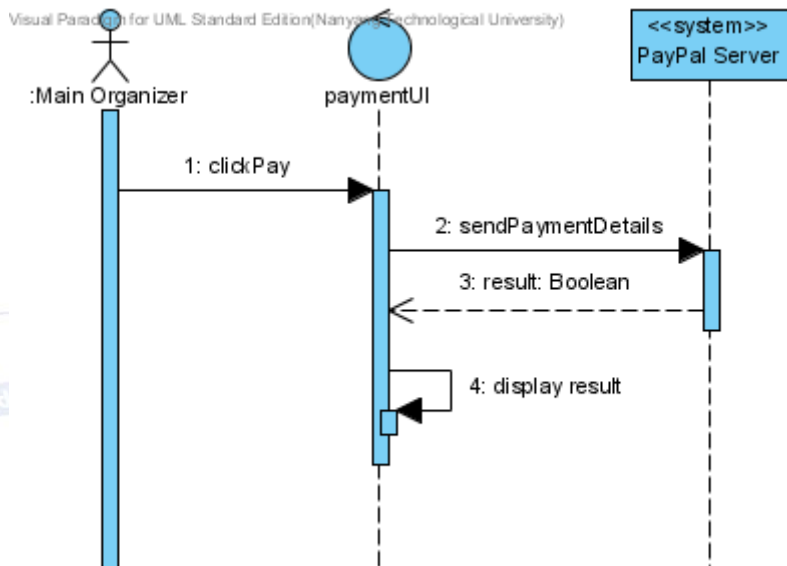 Visual Paradigm for UML Standard Edition(Nanyang Technological University)
<<system>>
PayPal Server
:Main Organizer
paymentUI
1: clickPay
2: sendPaymentDetails
3: result: Boolean
4: display result